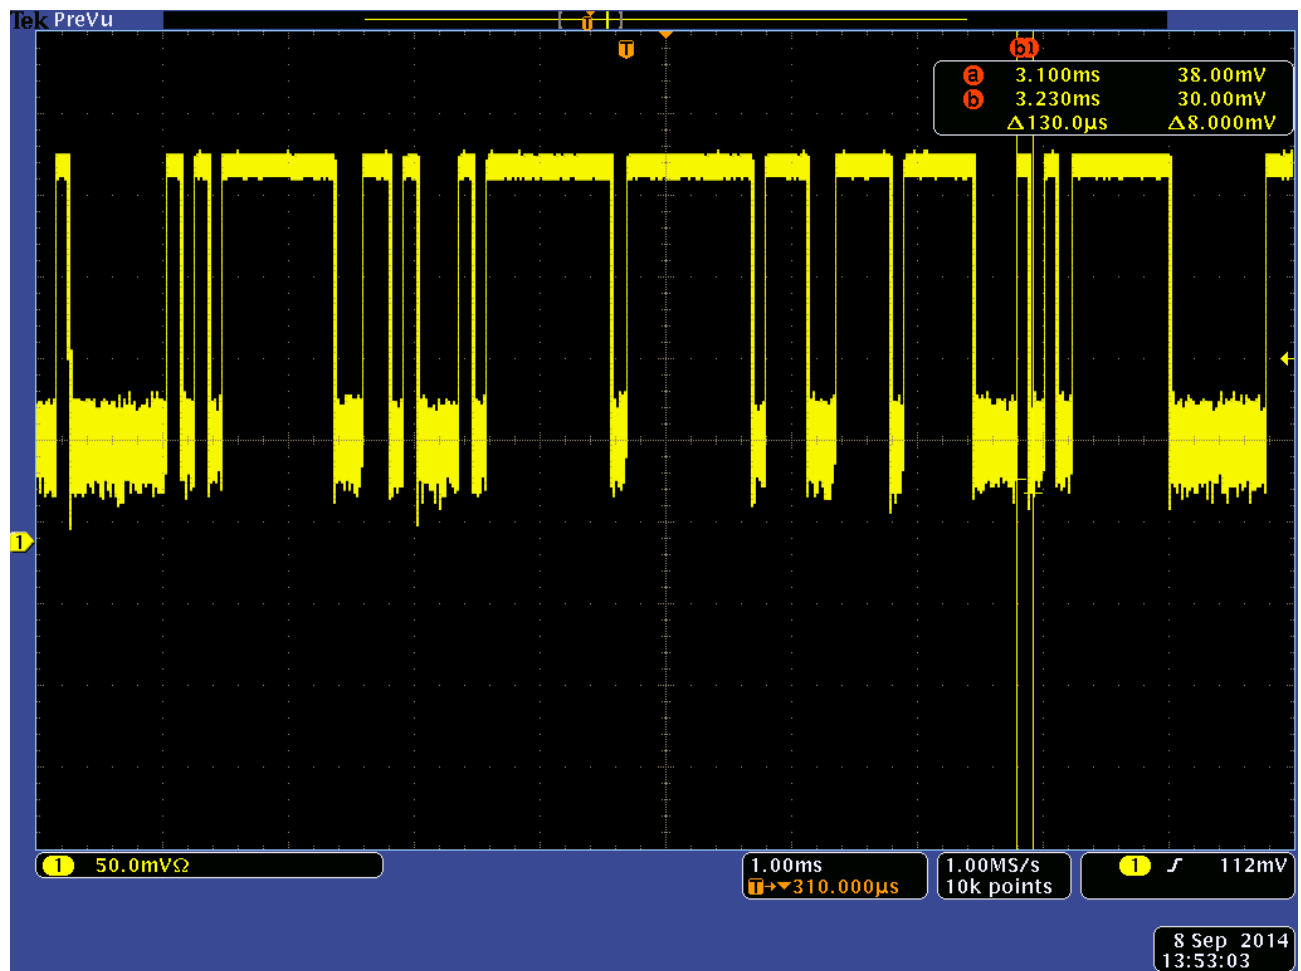 Tek PreVu
T
T
b1
a 3.100ms 38.00mV
b 3.230ms 30.00mV
Δ130.0µs Δ8.000mV
1
1 50.0mVΩ
1.00ms
T→▼310.000µs
1.00MS/s
10k points
1 112mV
8 Sep 2014
13:53:03